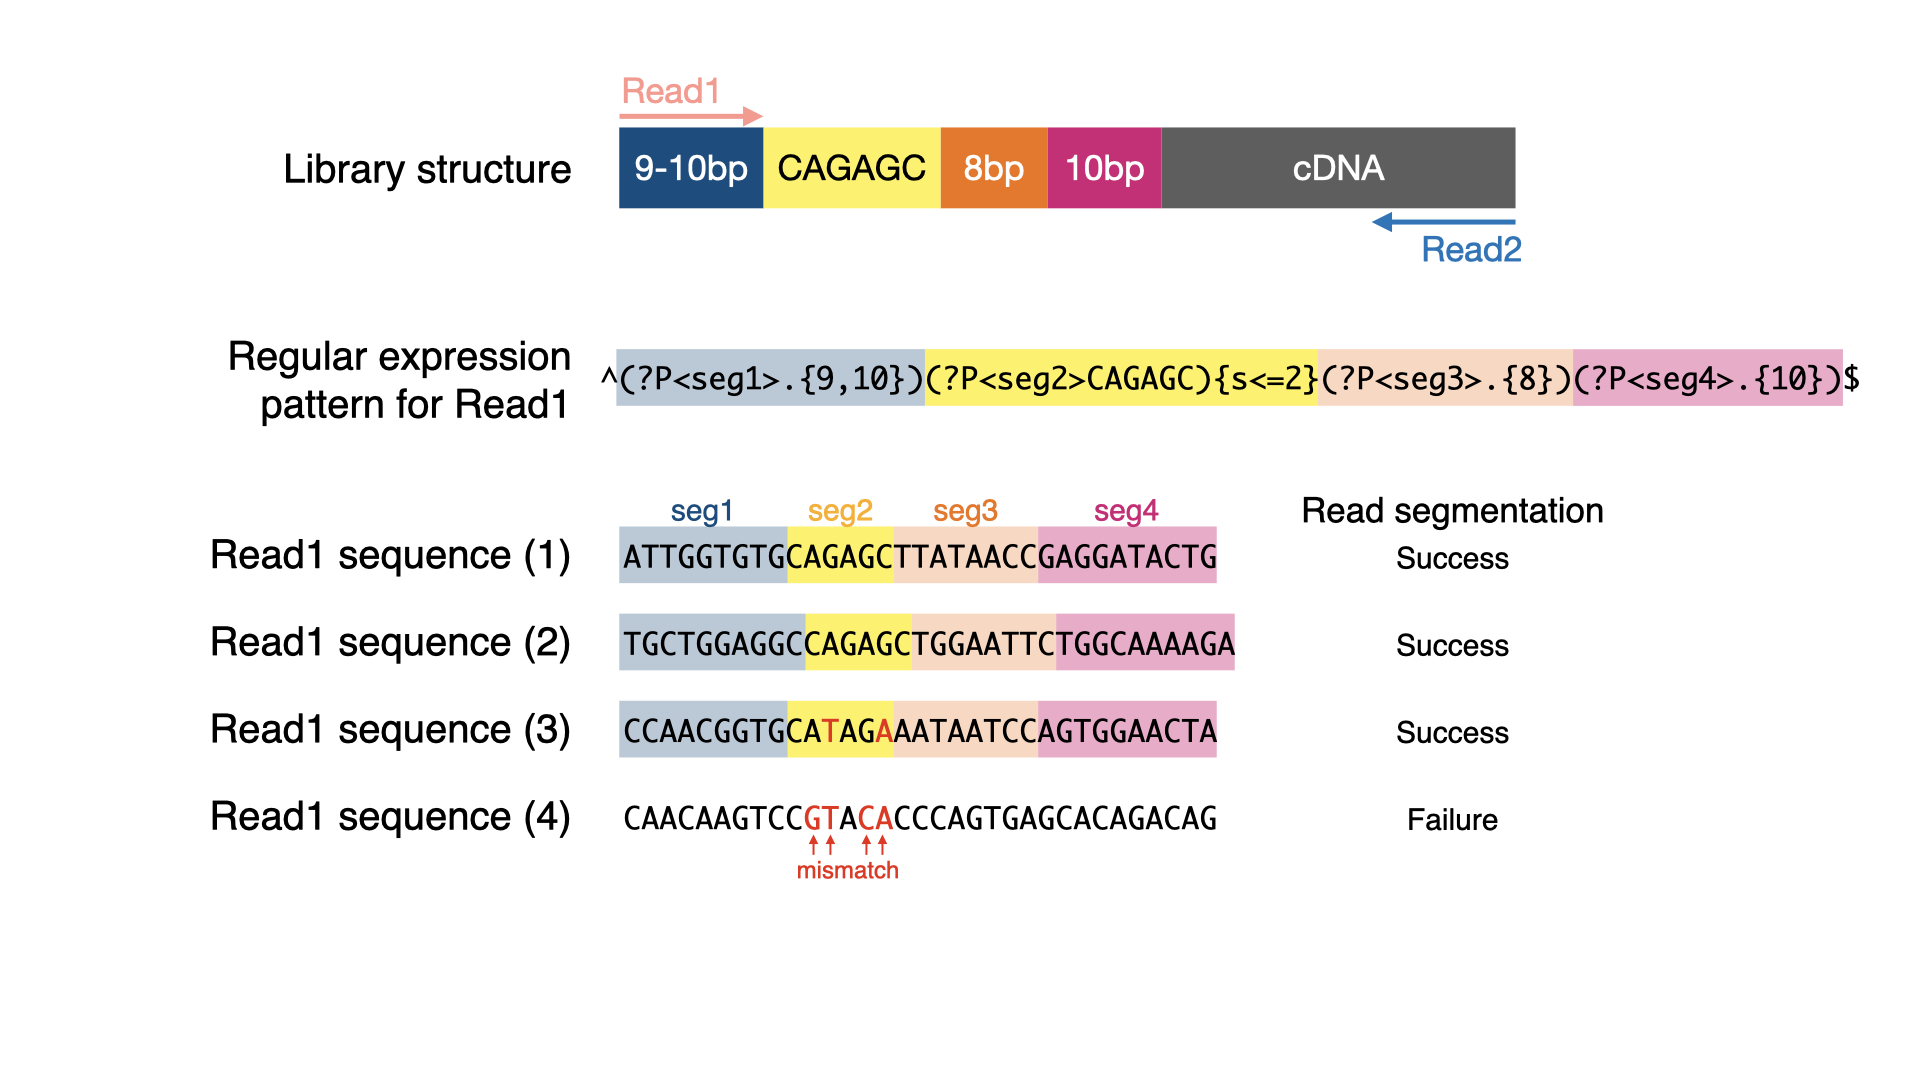 Read1
Library structure
9-10bp CAGAGC 8bp 10bp cDNA
Read2
Regular expression
pattern for Read1
^(?P<seg1>.{9,10})(?P<seg2>CAGAGC){s<=2}(?P<seg3>.{8})(?P<seg4>.{10})$
seg1 seg2 seg3 seg4 Read segmentation
Read1 sequence (1) ATTGGTGTGCAGAGCTTATAACCGAGGATACTG Success
Read1 sequence (2) TGCTGGAGGCCAGAGCTGGAATTCTGGCAAAAGA Success
Read1 sequence (3) CCAACGGTGCATAGAAATAATCCAGTGGAACTA Success
Read1 sequence (4) CAACAAGTCCGTACACCCAGTGAGCACAGACAG Failure
mismatch